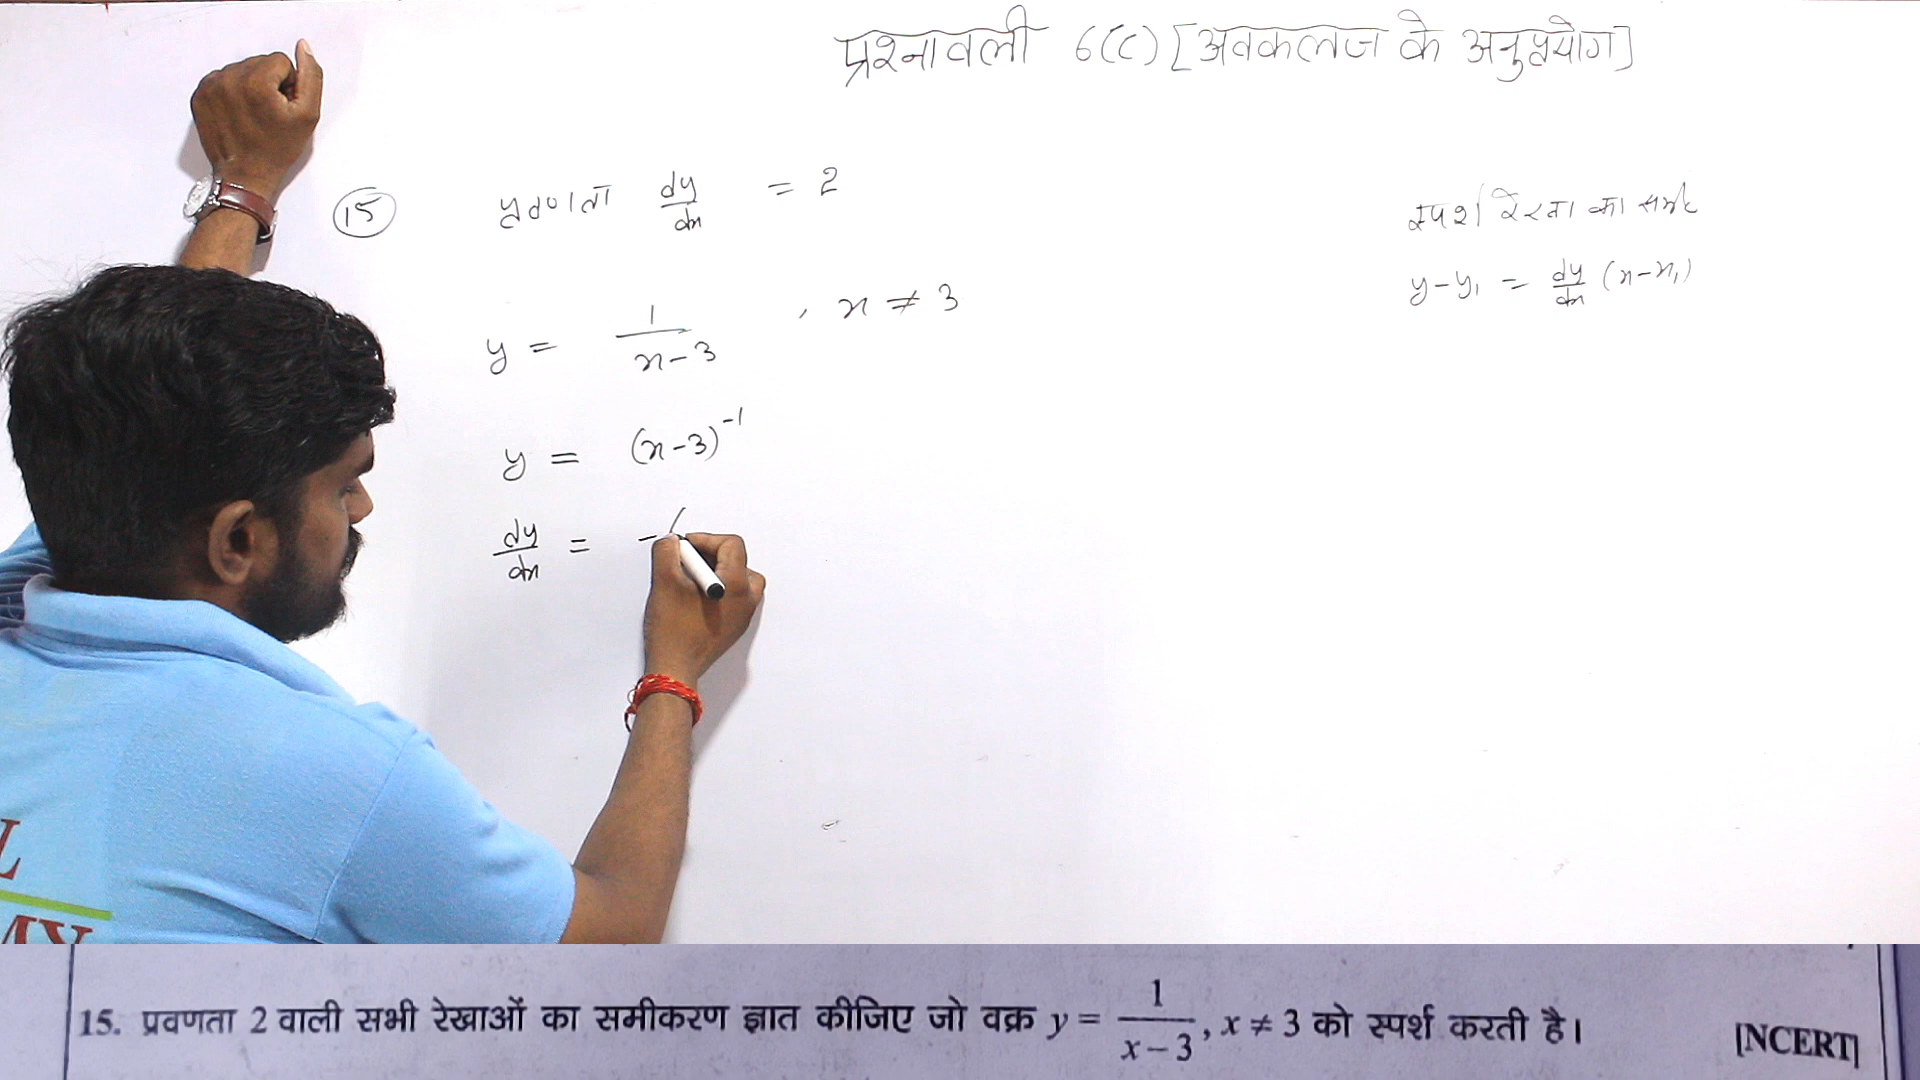 प्रश्नावली 6(C) [अवकलज के अनुप्रयोग]
15 प्रवणता dy/dx = 2
y = 1/(x-3) , x ≠ 3
y = (x-3)^-1
dy/dx = -(
स्पर्श रेखा का समी०
y-y₁ = dy/dx (x-x₁)
L
MY
15. प्रवणता 2 वाली सभी रेखाओं का समीकरण ज्ञात कीजिए जो वक्र y = 1/(x-3), x ≠ 3 को स्पर्श करती है। [NCERT]